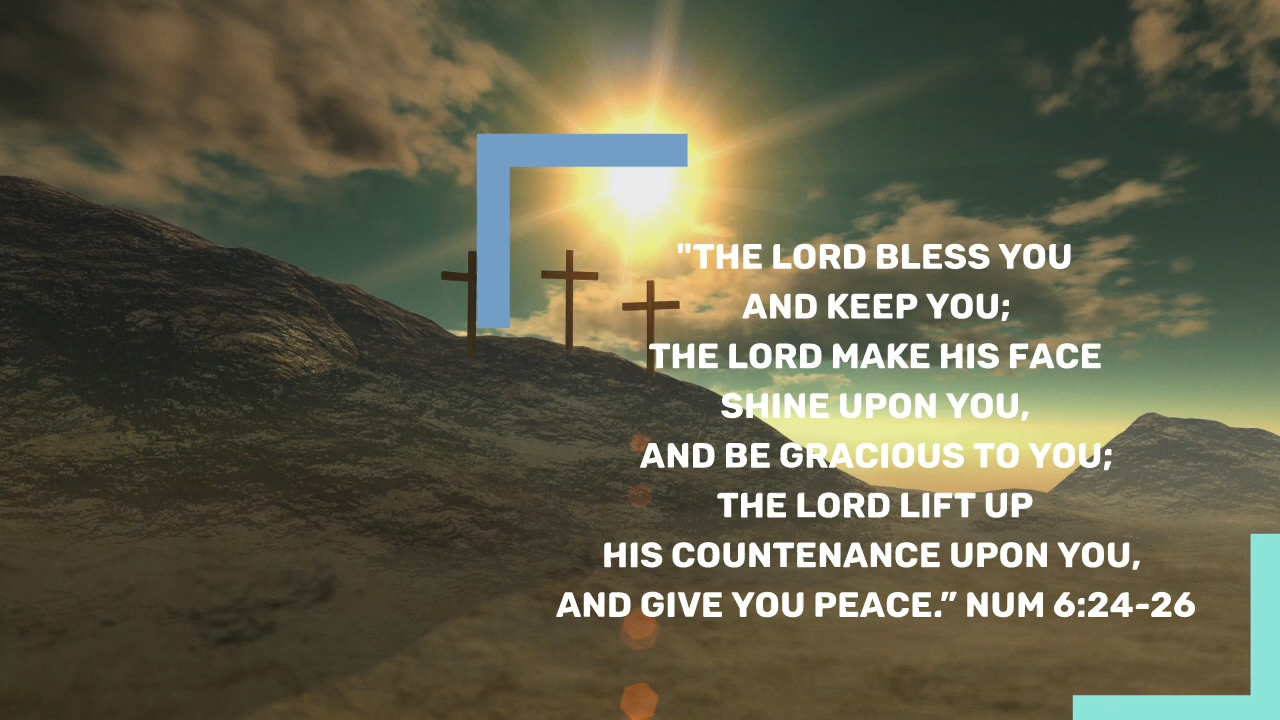 "THE LORD BLESS YOU
AND KEEP YOU;
THE LORD MAKE HIS FACE
SHINE UPON YOU,
AND BE GRACIOUS TO YOU;
THE LORD LIFT UP
HIS COUNTENANCE UPON YOU,
AND GIVE YOU PEACE.” NUM 6:24-26